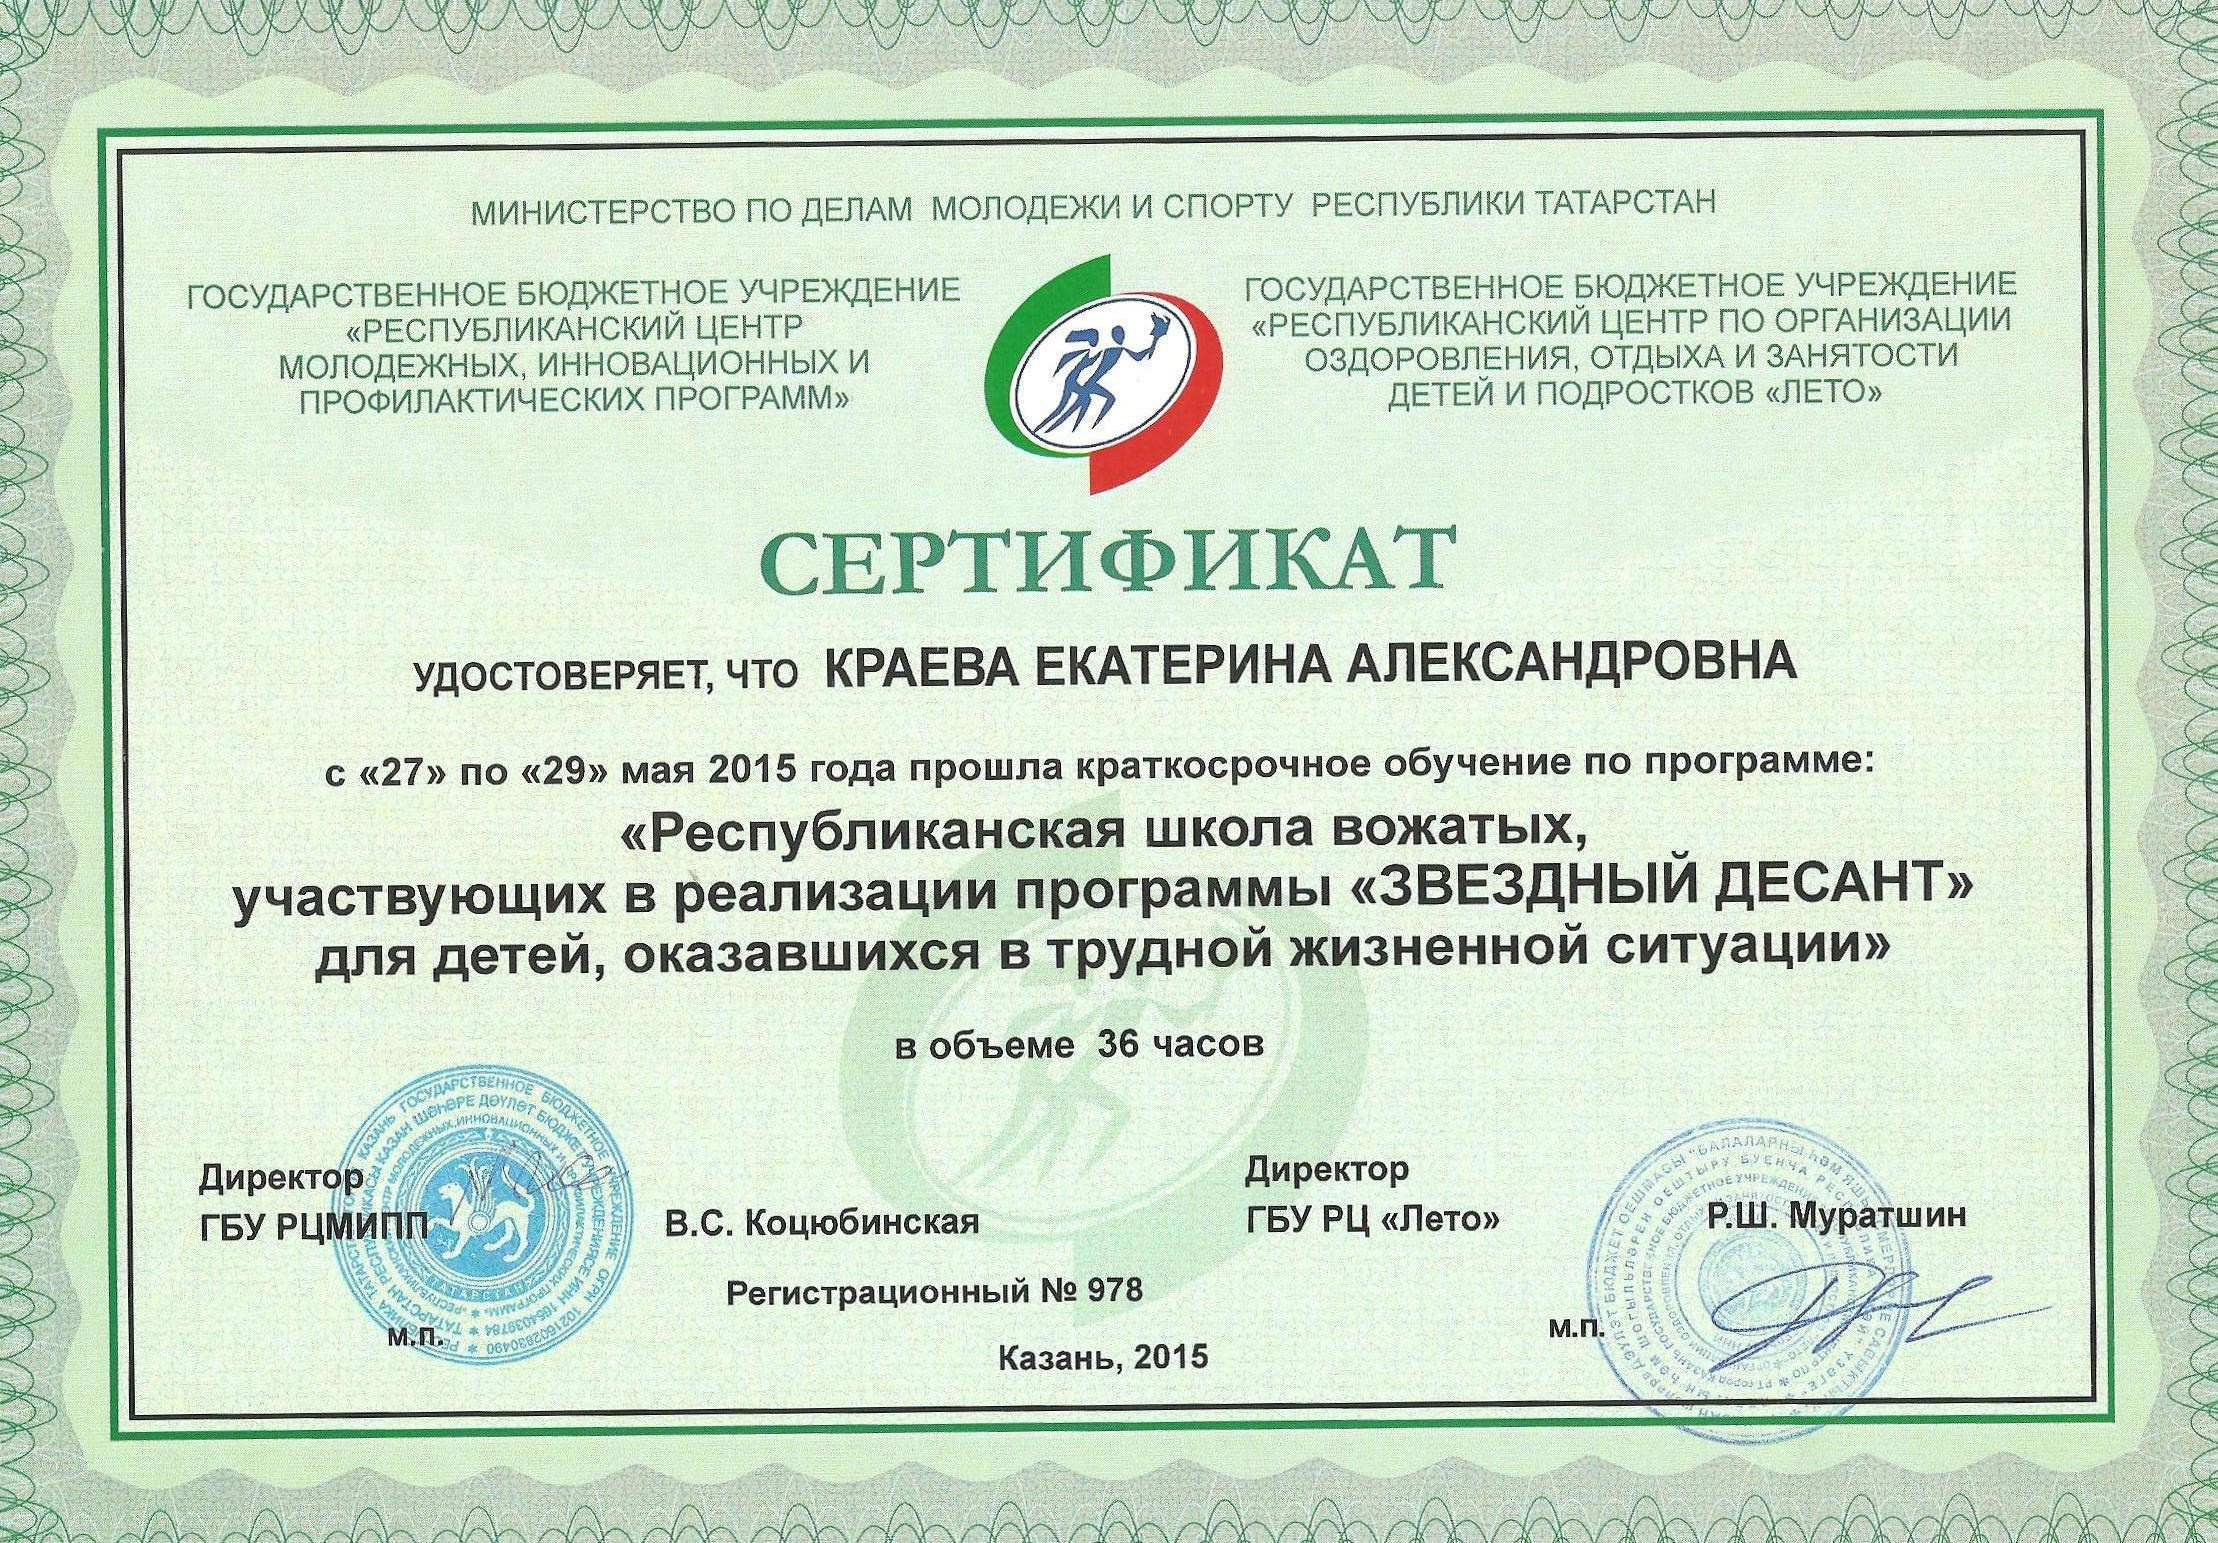 МИНИСТЕРСТВО ПО ДЕЛАМ МОЛОДЕЖИ И СПОРТУ РЕСПУБЛИКИ ТАТАРСТАН
ГОСУДАРСТВЕННОЕ БЮДЖЕТНОЕ УЧРЕЖДЕНИЕ
«РЕСПУБЛИКАНСКИЙ ЦЕНТР
МОЛОДЕЖНЫХ, ИННОВАЦИОННЫХ И
ПРОФИЛАКТИЧЕСКИХ ПРОГРАММ»
ГОСУДАРСТВЕННОЕ БЮДЖЕТНОЕ УЧРЕЖДЕНИЕ
«РЕСПУБЛИКАНСКИЙ ЦЕНТР ПО ОРГАНИЗАЦИИ
ОЗДОРОВЛЕНИЯ, ОТДЫХА И ЗАНЯТОСТИ
ДЕТЕЙ И ПОДРОСТКОВ «ЛЕТО»
СЕРТИФИКАТ
УДОСТОВЕРЯЕТ, ЧТО КРАЕВА ЕКАТЕРИНА АЛЕКСАНДРОВНА
с «27» по «29» мая 2015 года прошла краткосрочное обучение по программе:
«Республиканская школа вожатых,
участвующих в реализации программы «ЗВЕЗДНЫЙ ДЕСАНТ»
для детей, оказавшихся в трудной жизненной ситуации»
в объеме 36 часов
Директор
ГБУ РЦМИПП
В.С. Коцюбинская
Директор
ГБУ РЦ «Лето»
Р.Ш. Муратшин
Регистрационный № 978
м.п.
м.п.
Казань, 2015